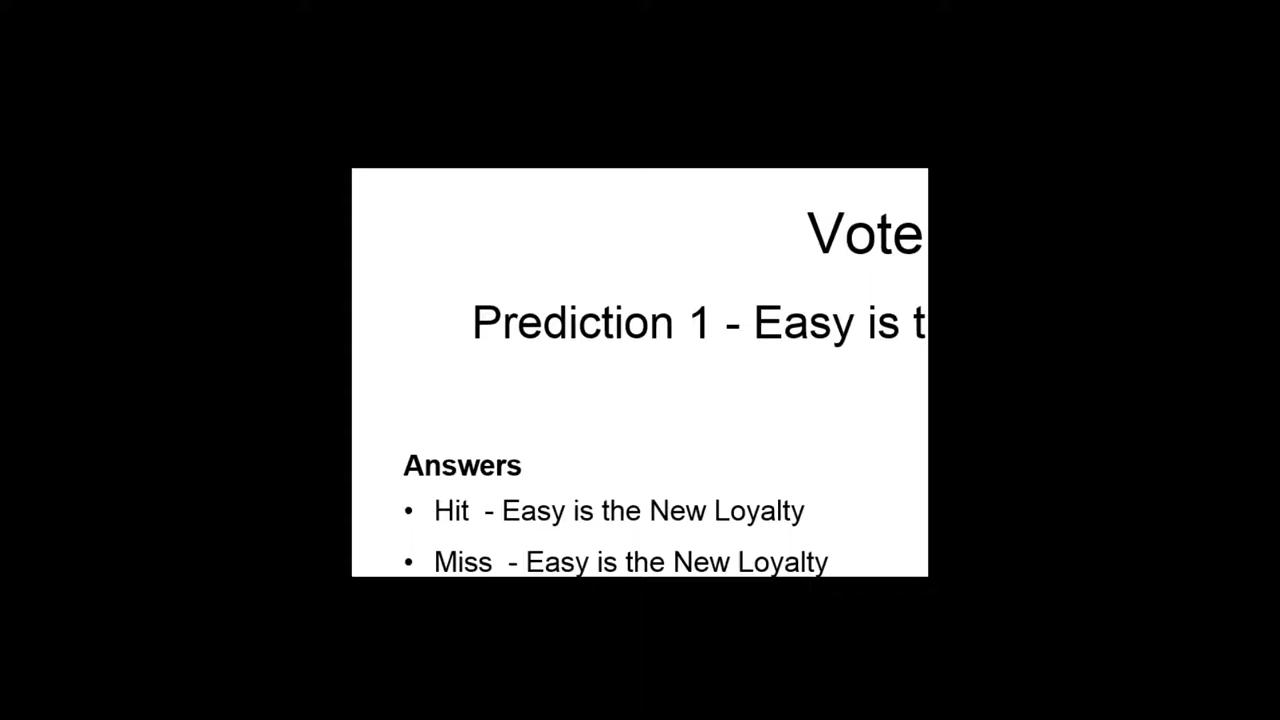 Vote
Prediction 1 - Easy is t
Answers
• Hit - Easy is the New Loyalty
• Miss - Easy is the New Loyalty